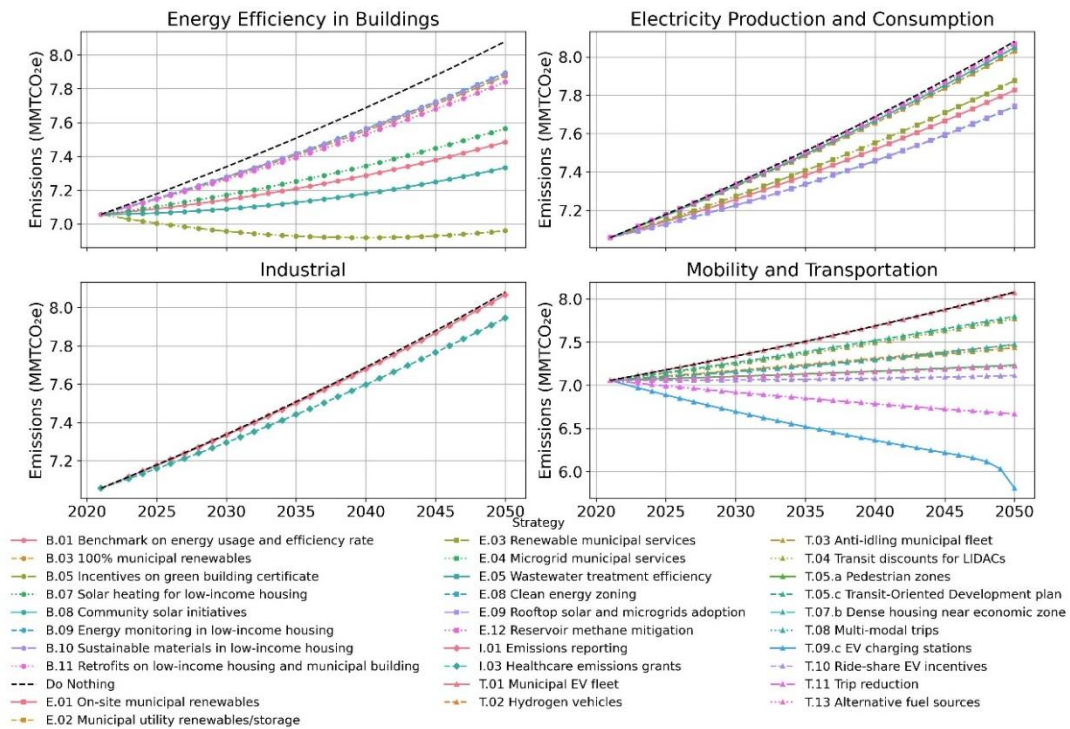 Energy Efficiency in Buildings
Electricity Production and Consumption
Emissions (MMTCO₂e)
8.0
7.8
7.6
7.4
7.2
7.0
Emissions (MMTCO₂e)
8.0
7.8
7.6
7.4
7.2
Industrial
Mobility and Transportation
Emissions (MMTCO₂e)
8.0
7.8
7.6
7.4
7.2
Emissions (MMTCO₂e)
8.0
7.5
7.0
6.5
6.0
2020 2025 2030 2035 2040 2045 2050
2020 2025 2030 2035 2040 2045 2050
Strategy
B.01 Benchmark on energy usage and efficiency rate
B.03 100% municipal renewables
B.05 Incentives on green building certificate
B.07 Solar heating for low-income housing
B.08 Community solar initiatives
B.09 Energy monitoring in low-income housing
B.10 Sustainable materials in low-income housing
B.11 Retrofits on low-income housing and municipal building
Do Nothing
E.01 On-site municipal renewables
E.02 Municipal utility renewables/storage
E.03 Renewable municipal services
E.04 Microgrid municipal services
E.05 Wastewater treatment efficiency
E.08 Clean energy zoning
E.09 Rooftop solar and microgrids adoption
E.12 Reservoir methane mitigation
I.01 Emissions reporting
I.03 Healthcare emissions grants
T.01 Municipal EV fleet
T.02 Hydrogen vehicles
T.03 Anti-idling municipal fleet
T.04 Transit discounts for LIDACs
T.05.a Pedestrian zones
T.05.c Transit-Oriented Development plan
T.07.b Dense housing near economic zone
T.08 Multi-modal trips
T.09.c EV charging stations
T.10 Ride-share EV incentives
T.11 Trip reduction
T.13 Alternative fuel sources